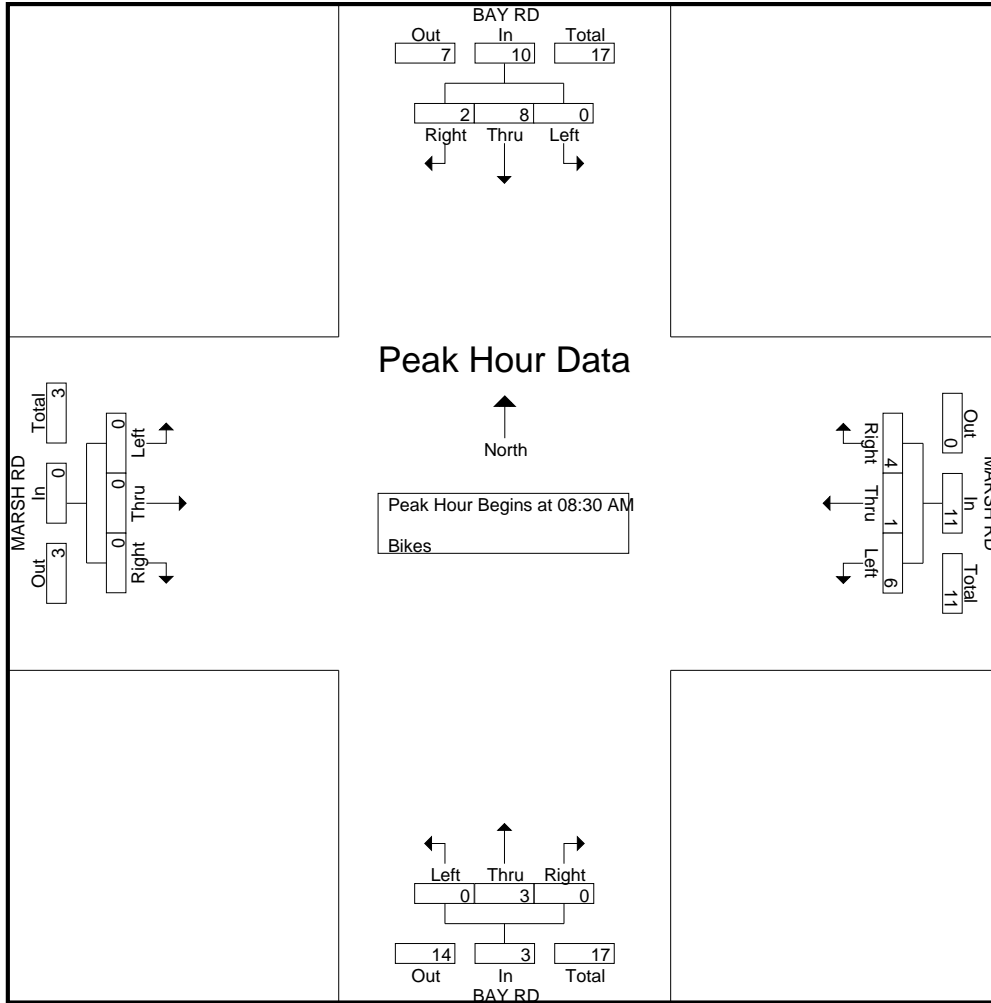 BAY RD
Out In Total
7 10 17
2 8 0
Right Thru Left
Peak Hour Data
North
Peak Hour Begins at 08:30 AM
Bikes
MARSH RD
Total In Out
3 0 3
0 0 0
Left Thru Right
MARSH RD
Out In Total
0 11 11
4 1 6
Right Thru Left
Left Thru Right
0 3 0
14 3 17
Out In Total
BAY RD